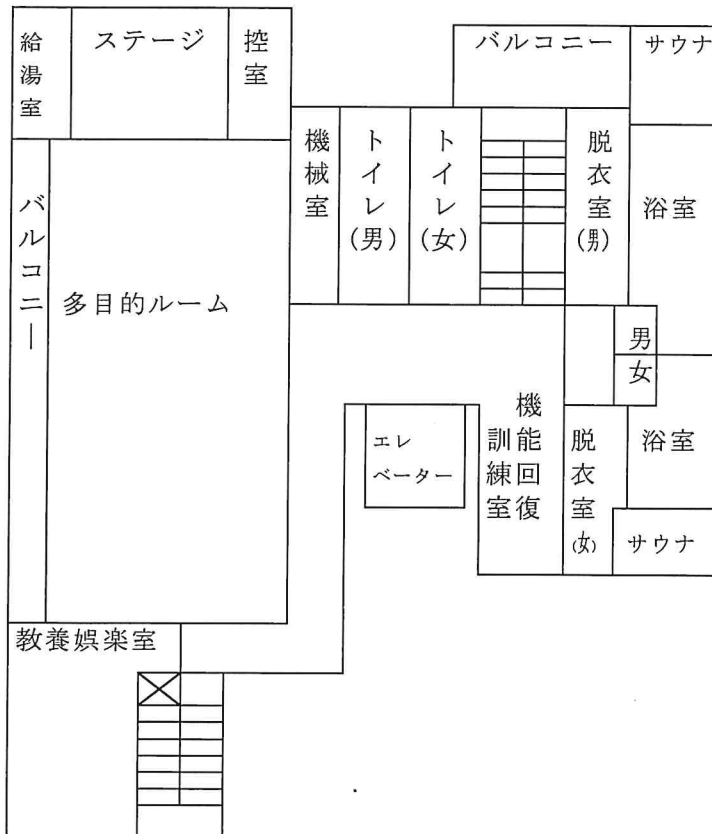 給湯室
ステージ
控室
バルコニー
サウナ
機械室
トイレ(男)
トイレ(女)
脱衣室(男)
浴室
バルコニー
多目的ルーム
男
女
機能回復
訓練室
エレ
ベーター
脱衣室(女)
浴室
サウナ
教養娯楽室